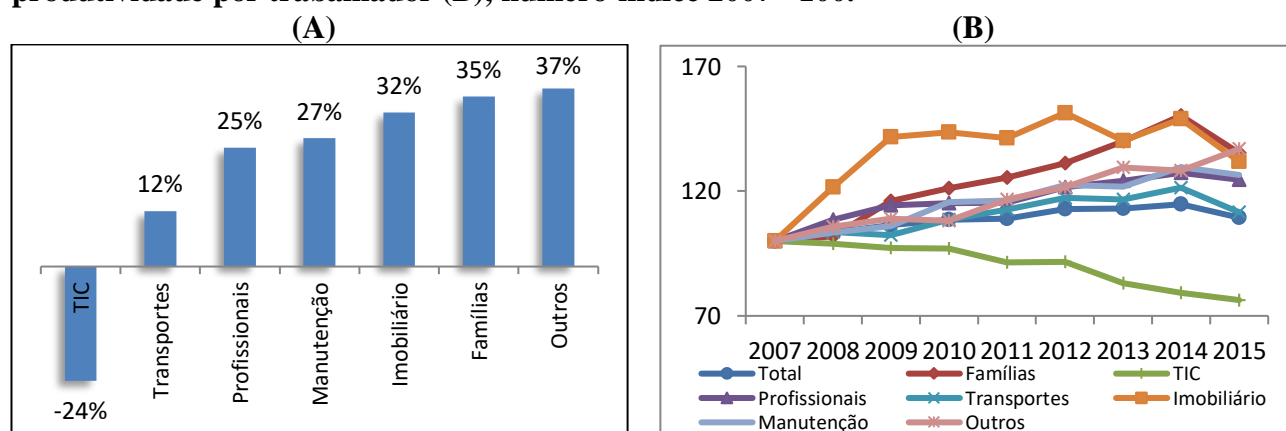 produtividade por trabalhador (B), número índice 2007 = 100.
(A) (B)
37%
35%
32%
27%
25%
12%
-24%
TIC
Transportes
Profissionais
Manutenção
Imobiliário
Famílias
Outros
170
120
70
2007 2008 2009 2010 2011 2012 2013 2014 2015
Total Famílias TIC
Profissionais Transportes Imobiliário
Manutenção Outros